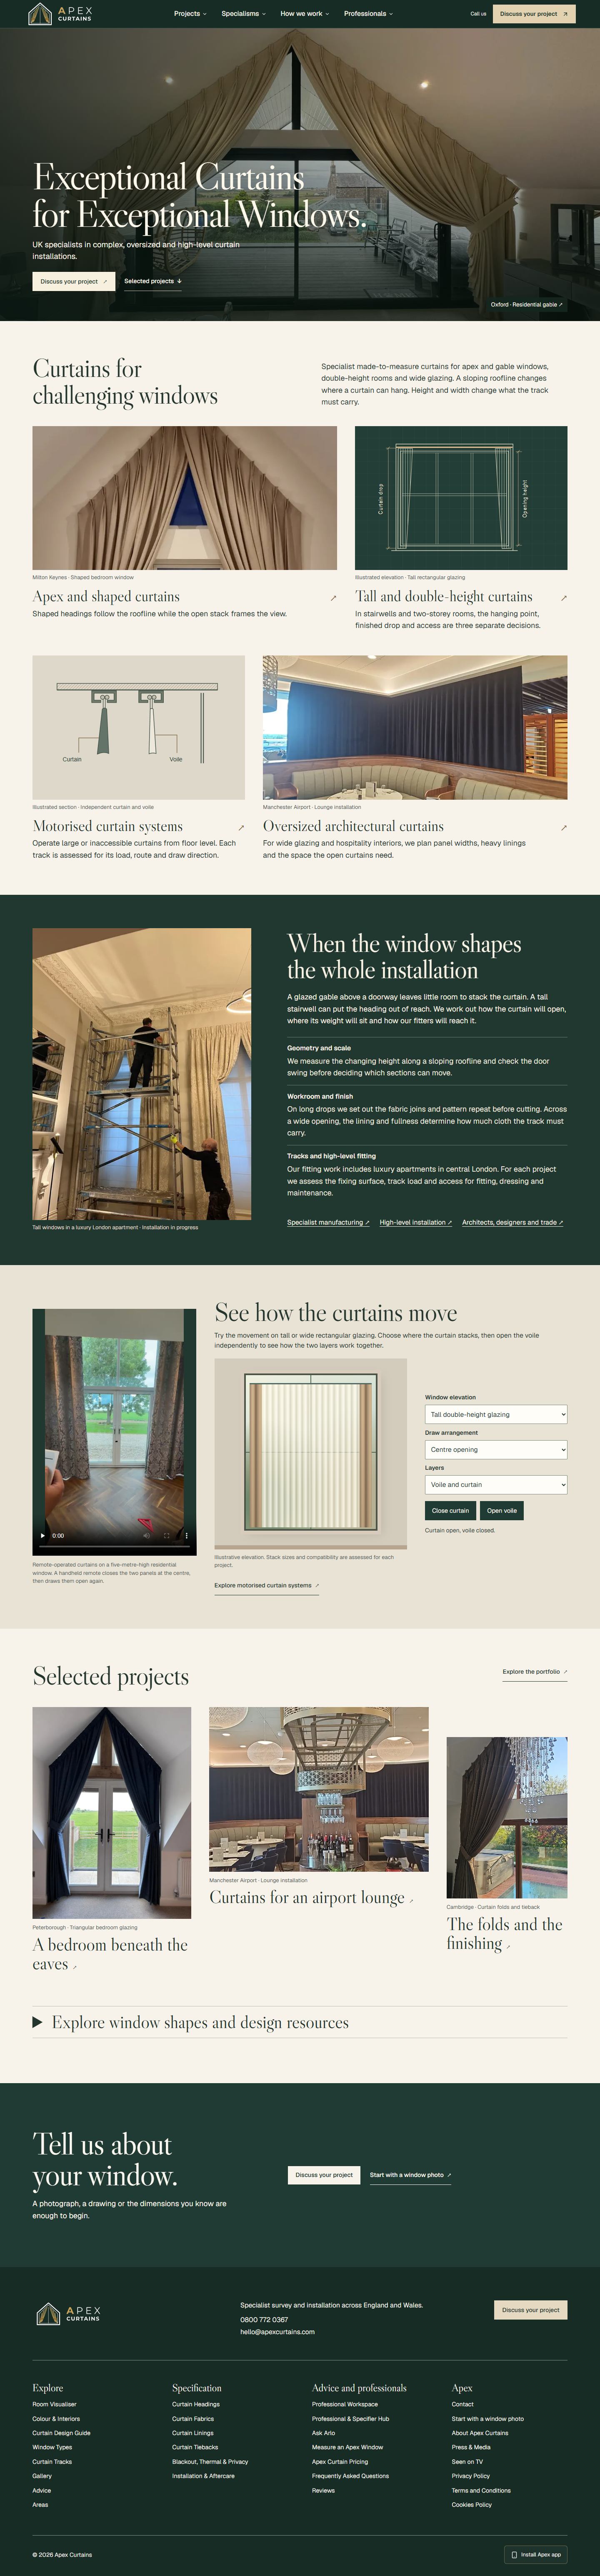 APEX
CURTAINS
Projects
Specialisms
How we work
Professionals
Call us
Discuss your project
Exceptional Curtains
for Exceptional Windows.
UK specialists in complex, oversized and high-level curtain
installations.
Discuss your project
Selected projects
Oxford · Residential gable
Curtains for
challenging windows
Specialist made-to-measure curtains for apex and gable windows,
double-height rooms and wide glazing. A sloping roofline changes
where a curtain can hang. Height and width change what the track
must carry.
Curtain drop
Opening height
Milton Keynes · Shaped bedroom window
Apex and shaped curtains
Shaped headings follow the roofline while the open stack frames the view.
Illustrated elevation · Tall rectangular glazing
Tall and double-height curtains
In stairwells and two-storey rooms, the hanging point,
finished drop and access are three separate decisions.
Curtain
Voile
Illustrated section · Independent curtain and voile
Motorised curtain systems
Operate large or inaccessible curtains from floor level. Each
track is assessed for its load, route and draw direction.
Manchester Airport · Lounge installation
Oversized architectural curtains
For wide glazing and hospitality interiors, we plan panel widths, heavy linings
and the space the open curtains need.
Tall windows in a luxury London apartment · Installation in progress
When the window shapes
the whole installation
A glazed gable above a doorway leaves little room to stack the curtain. A tall
stairwell can put the heading out of reach. We work out how the curtain will open,
where its weight will sit and how our fitters will reach it.
Geometry and scale
We measure the changing height along a sloping roofline and check the door
swing before deciding which sections can move.
Workroom and finish
On long drops we set out the fabric joins and pattern repeat before cutting. Across
a wide opening, the lining and fullness determine how much cloth the track must
carry.
Tracks and high-level fitting
Our fitting work includes luxury apartments in central London. For each project
we assess the fixing surface, track load and access for fitting, dressing and
maintenance.
Specialist manufacturing
High-level installation
Architects, designers and trade
0:00
Remote-operated curtains on a five-metre-high residential
window. A handheld remote closes the two panels at the centre,
then draws them open again.
See how the curtains move
Try the movement on tall or wide rectangular glazing. Choose where the curtain stacks, then open the voile
independently to see how the two layers work together.
Illustrative elevation. Stack sizes and compatibility are assessed for each
project.
Explore motorised curtain systems
Window elevation
Tall double-height glazing
Draw arrangement
Centre opening
Layers
Voile and curtain
Close curtain
Open voile
Curtain open, voile closed.
Selected projects
Explore the portfolio
Peterborough · Triangular bedroom glazing
A bedroom beneath the
eaves
Manchester Airport · Lounge installation
Curtains for an airport lounge
Cambridge · Curtain folds and tieback
The folds and the
finishing
Explore window shapes and design resources
Tell us about
your window.
A photograph, a drawing or the dimensions you know are
enough to begin.
Discuss your project
Start with a window photo
APEX
CURTAINS
Specialist survey and installation across England and Wales.
0800 772 0367
hello@apexcurtains.com
Discuss your project
Explore
Room Visualiser
Colour & Interiors
Curtain Design Guide
Window Types
Curtain Tracks
Gallery
Advice
Areas
Specification
Curtain Headings
Curtain Fabrics
Curtain Linings
Curtain Tiebacks
Blackout, Thermal & Privacy
Installation & Aftercare
Advice and professionals
Professional Workspace
Professional & Specifier Hub
Ask Arlo
Measure an Apex Window
Apex Curtain Pricing
Frequently Asked Questions
Reviews
Apex
Contact
Start with a window photo
About Apex Curtains
Press & Media
Seen on TV
Privacy Policy
Terms and Conditions
Cookies Policy
© 2026 Apex Curtains
Install Apex app